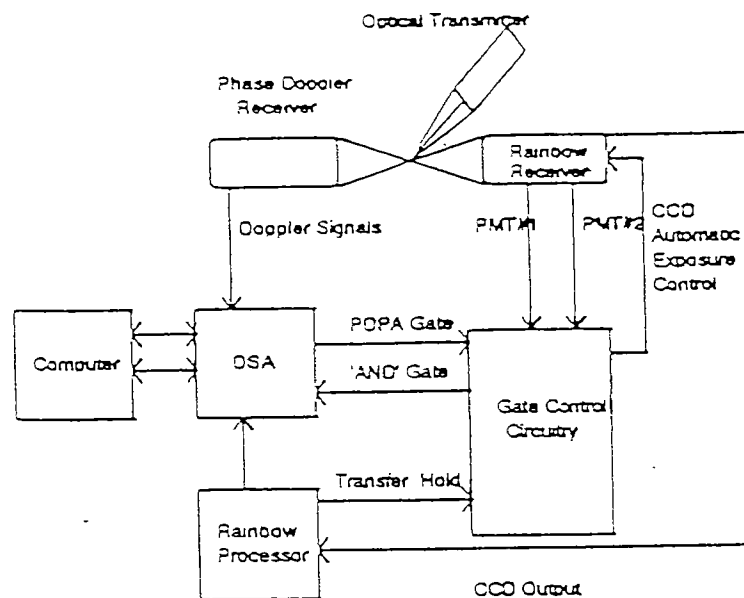 Optical Transmitter
Phase Doppler
Receiver
Rainbow
Receiver
Doppler Signals
PMT#1
PMT#2
CCD
Automatic
Exposure
Control
PDPA Gate
Computer
DSA
'AND' Gate
Gate Control
Circuitry
Transfer Hold
Rainbow
Processor
CCD Output